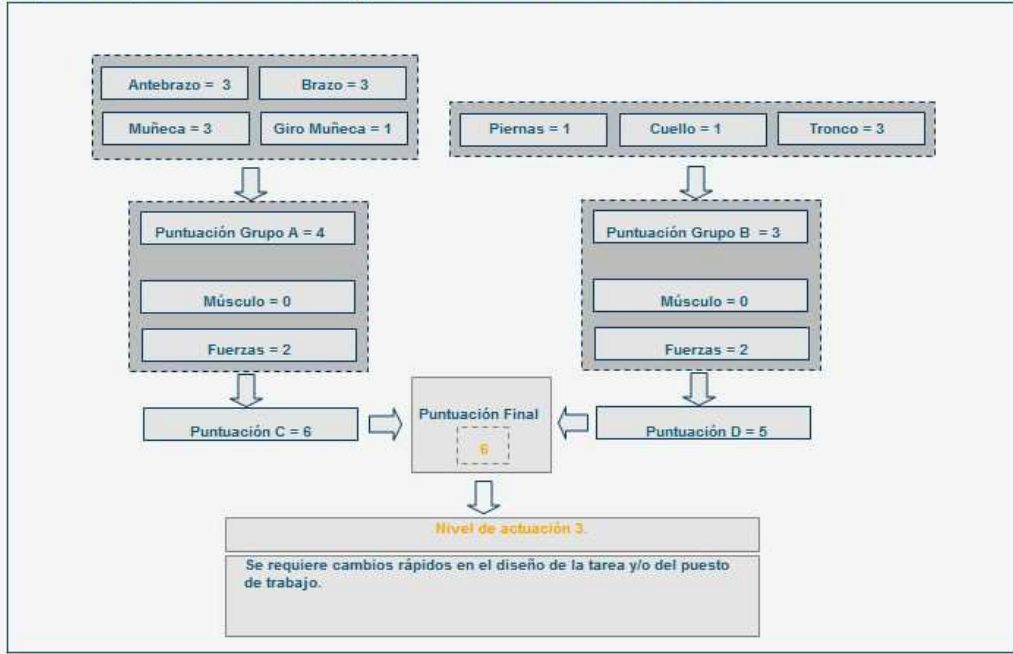 Antebrazo = 3
Brazo = 3
Muñeca = 3
Giro Muñeca = 1
Piernas = 1
Cuello = 1
Tronco = 3
Puntuación Grupo A = 4
Músculo = 0
Fuerzas = 2
Puntuación Grupo B = 3
Músculo = 0
Fuerzas = 2
Puntuación C = 6
Puntuación Final
6
Puntuación D = 5
Nivel de actuación 3.
Se requiere cambios rápidos en el diseño de la tarea y/o del puesto
de trabajo.